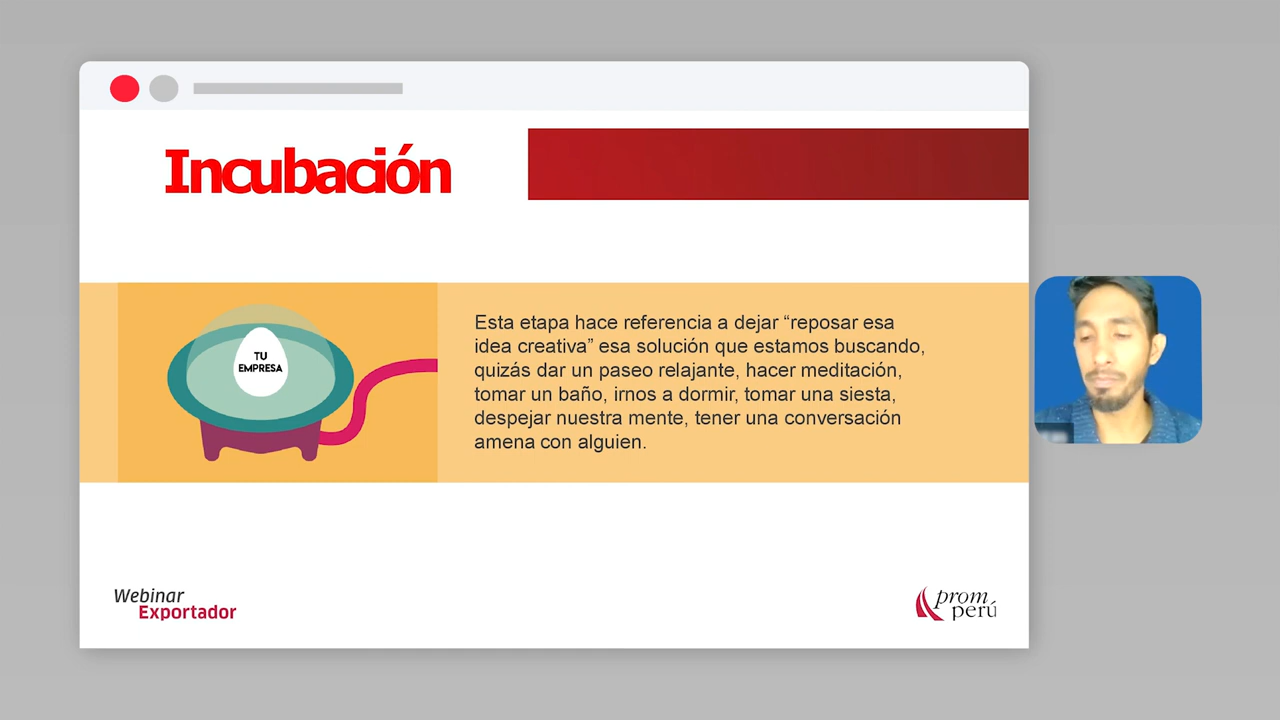 Incubación
TU
EMPRESA
Esta etapa hace referencia a dejar “reposar esa
idea creativa” esa solución que estamos buscando,
quizás dar un paseo relajante, hacer meditación,
tomar un baño, irnos a dormir, tomar una siesta,
despejar nuestra mente, tener una conversación
amena con alguien.
Webinar
Exportador
prom
perú